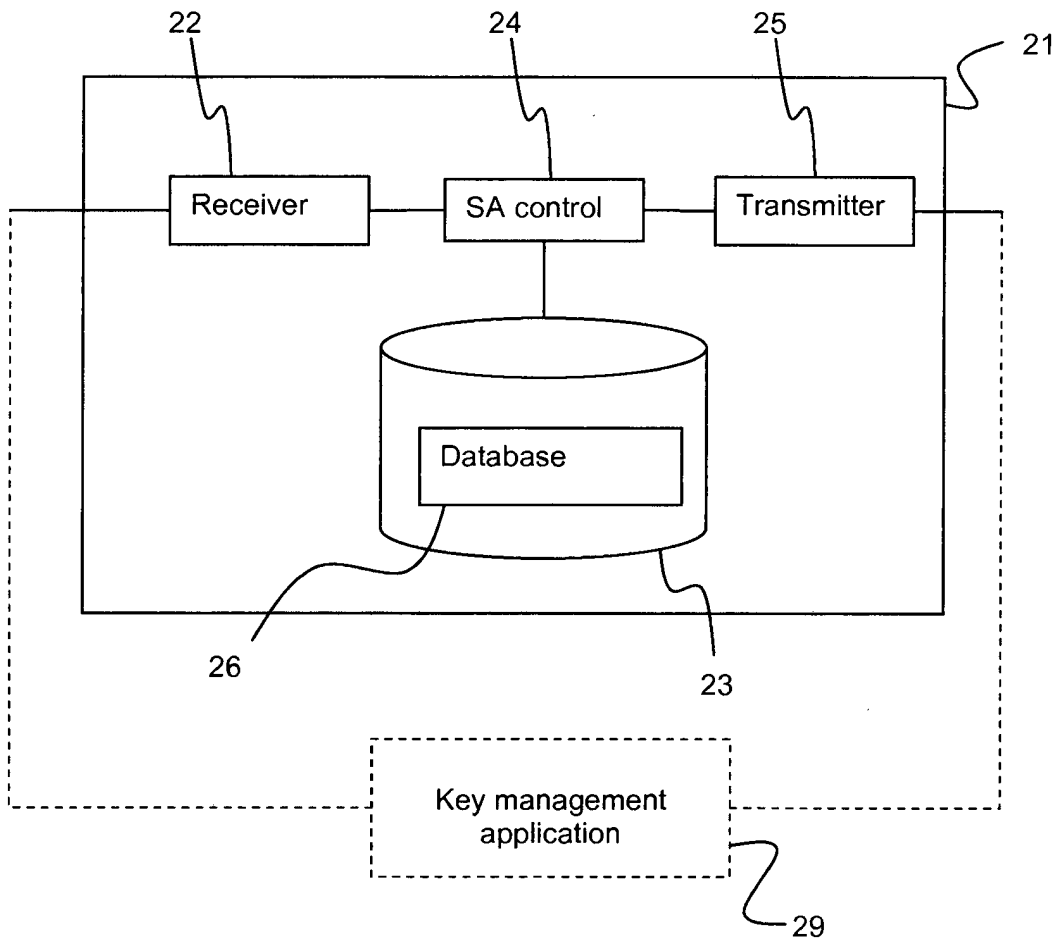 22
24
25
21
Receiver
SA control
Transmitter
Database
26
23
Key management
application
29